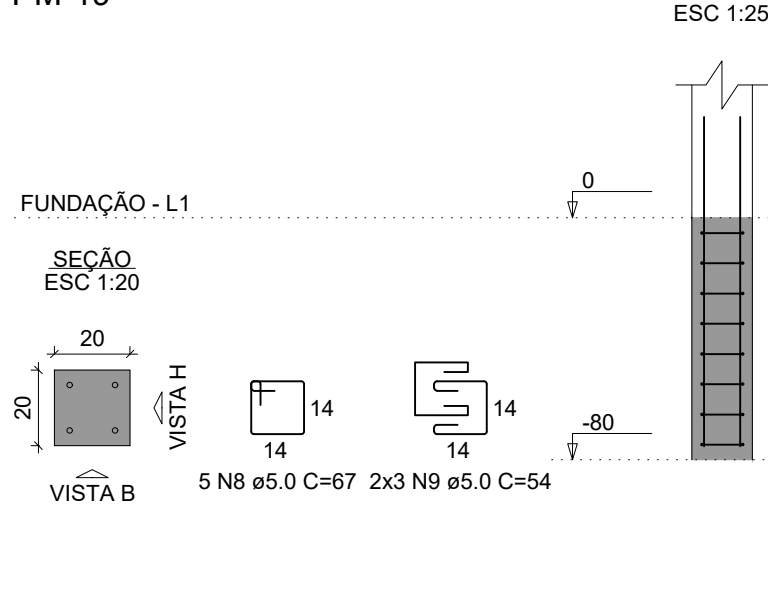 ESC 1:25
0
FUNDAÇÃO - L1
SEÇÃO
ESC 1:20
20
20
VISTA H
VISTA B
14
14
5 N8 ø5.0 C=67
14
14
2x3 N9 ø5.0 C=54
-80